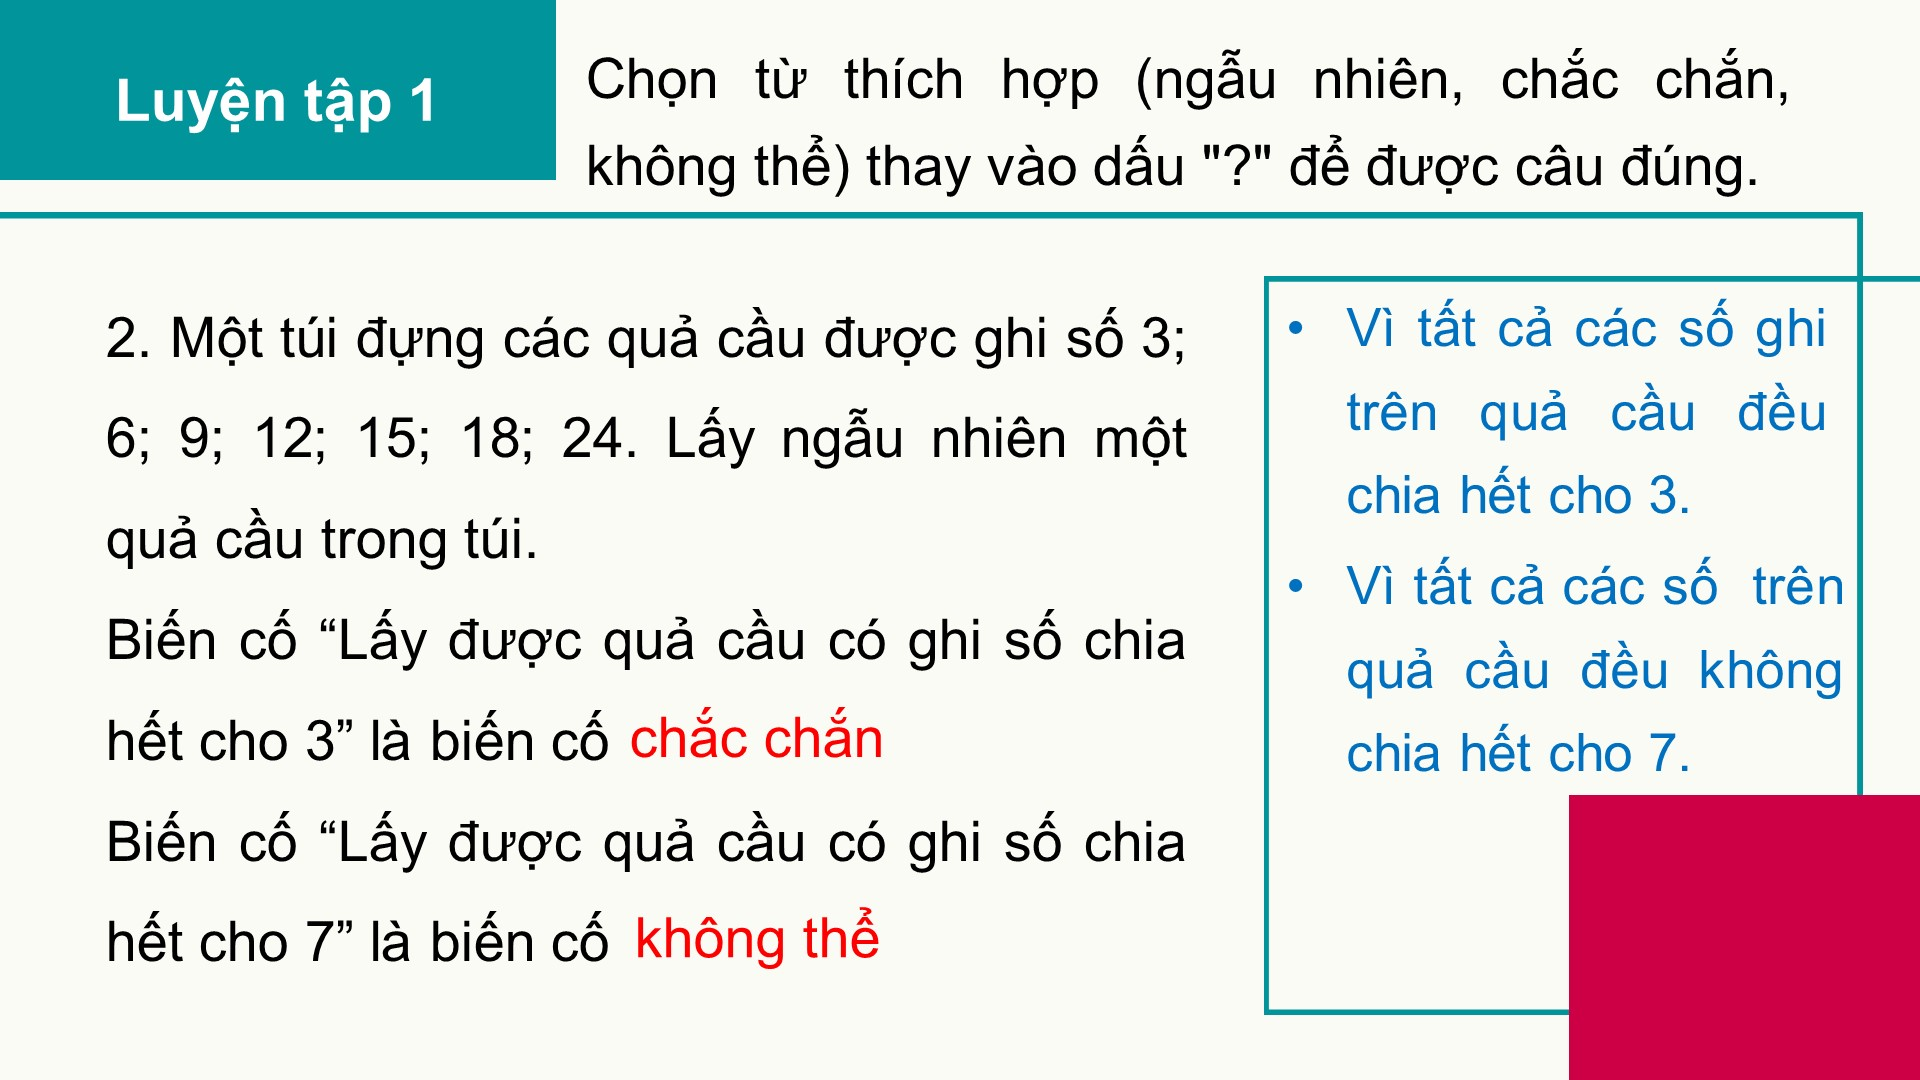 Luyện tập 1
Chọn từ thích hợp (ngẫu nhiên, chắc chắn,
không thể) thay vào dấu "?" để được câu đúng.
2. Một túi đựng các quả cầu được ghi số 3;
6; 9; 12; 15; 18; 24. Lấy ngẫu nhiên một
quả cầu trong túi.
Biến cố “Lấy được quả cầu có ghi số chia
hết cho 3” là biến cố chắc chắn
Biến cố “Lấy được quả cầu có ghi số chia
hết cho 7” là biến cố không thể
• Vì tất cả các số ghi
trên quả cầu đều
chia hết cho 3.
• Vì tất cả các số trên
quả cầu đều không
chia hết cho 7.